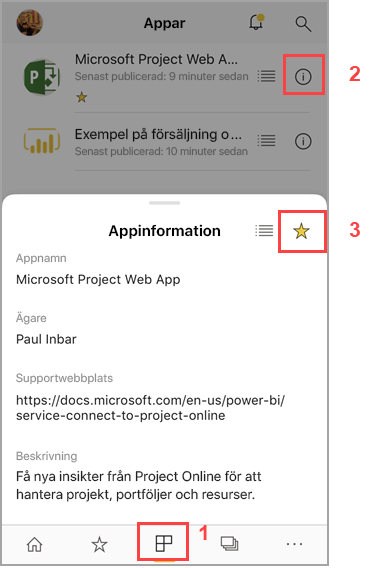 Appar
Microsoft Project Web A...
Senast publicerad: 9 minuter sedan
2
Exempel på försäljning o...
Senast publicerad: 10 minuter sedan
Appinformation
3
Appnamn
Microsoft Project Web App
Ägare
Paul Inbar
Supportwebbplats
https://docs.microsoft.com/en-us/power-bi/
service-connect-to-project-online
Beskrivning
Få nya insikter från Project Online för att
hantera projekt, portföljer och resurser.
1